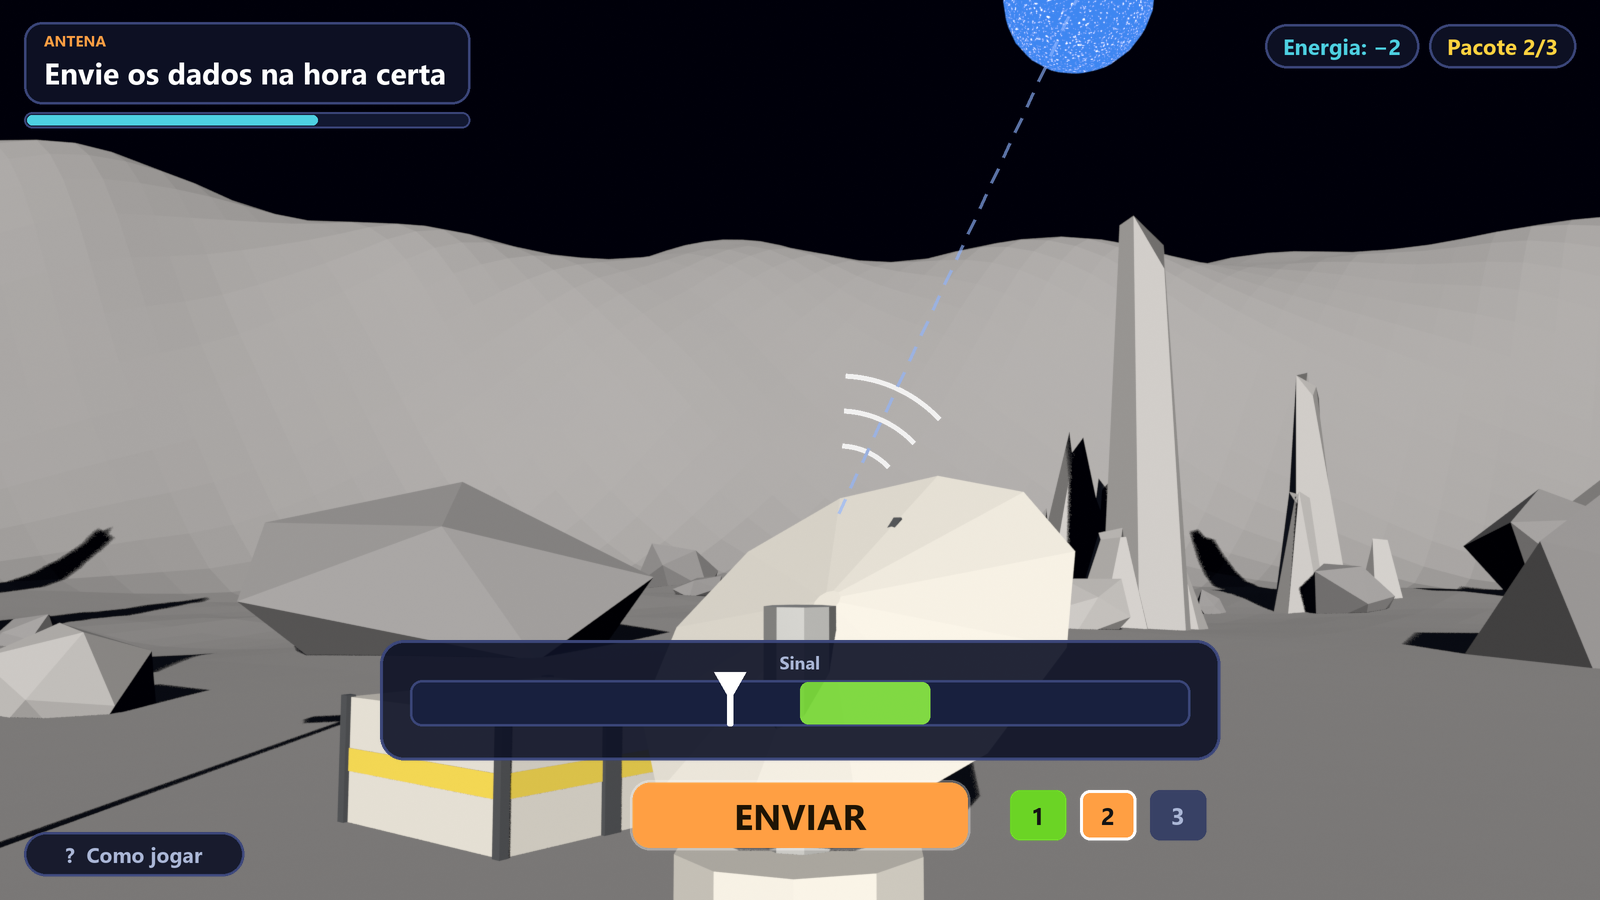 ANTENA
Envie os dados na hora certa
Energia: −2
Pacote 2/3
Sinal
ENVIAR
1
2
3
? Como jogar